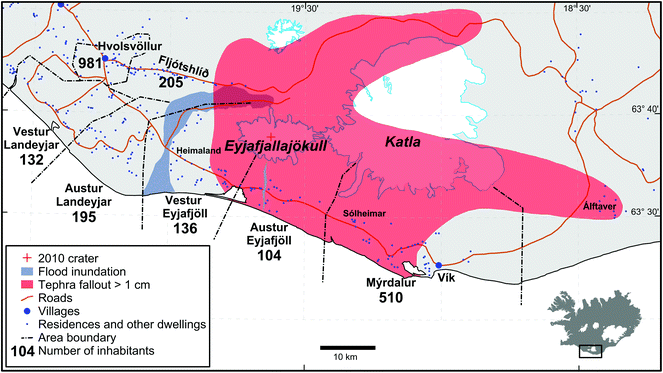 19°30'
18°30'
Hvolsvöllur
981
Fljótshlíð
205
63°40'
Vestur
Landeyjar
132
Heimaland
Eyjafjallajökull
Katla
Austur
Landeyjar
195
Vestur
Eyjafjöll
136
Sólheimar
Álftaver
63°30'
Austur
Eyjafjöll
104
Mýrdalur
510
Vík
2010 crater
Flood inundation
Tephra fallout > 1 cm
Roads
Villages
Residences and other dwellings
Area boundary
104 Number of inhabitants
10 km